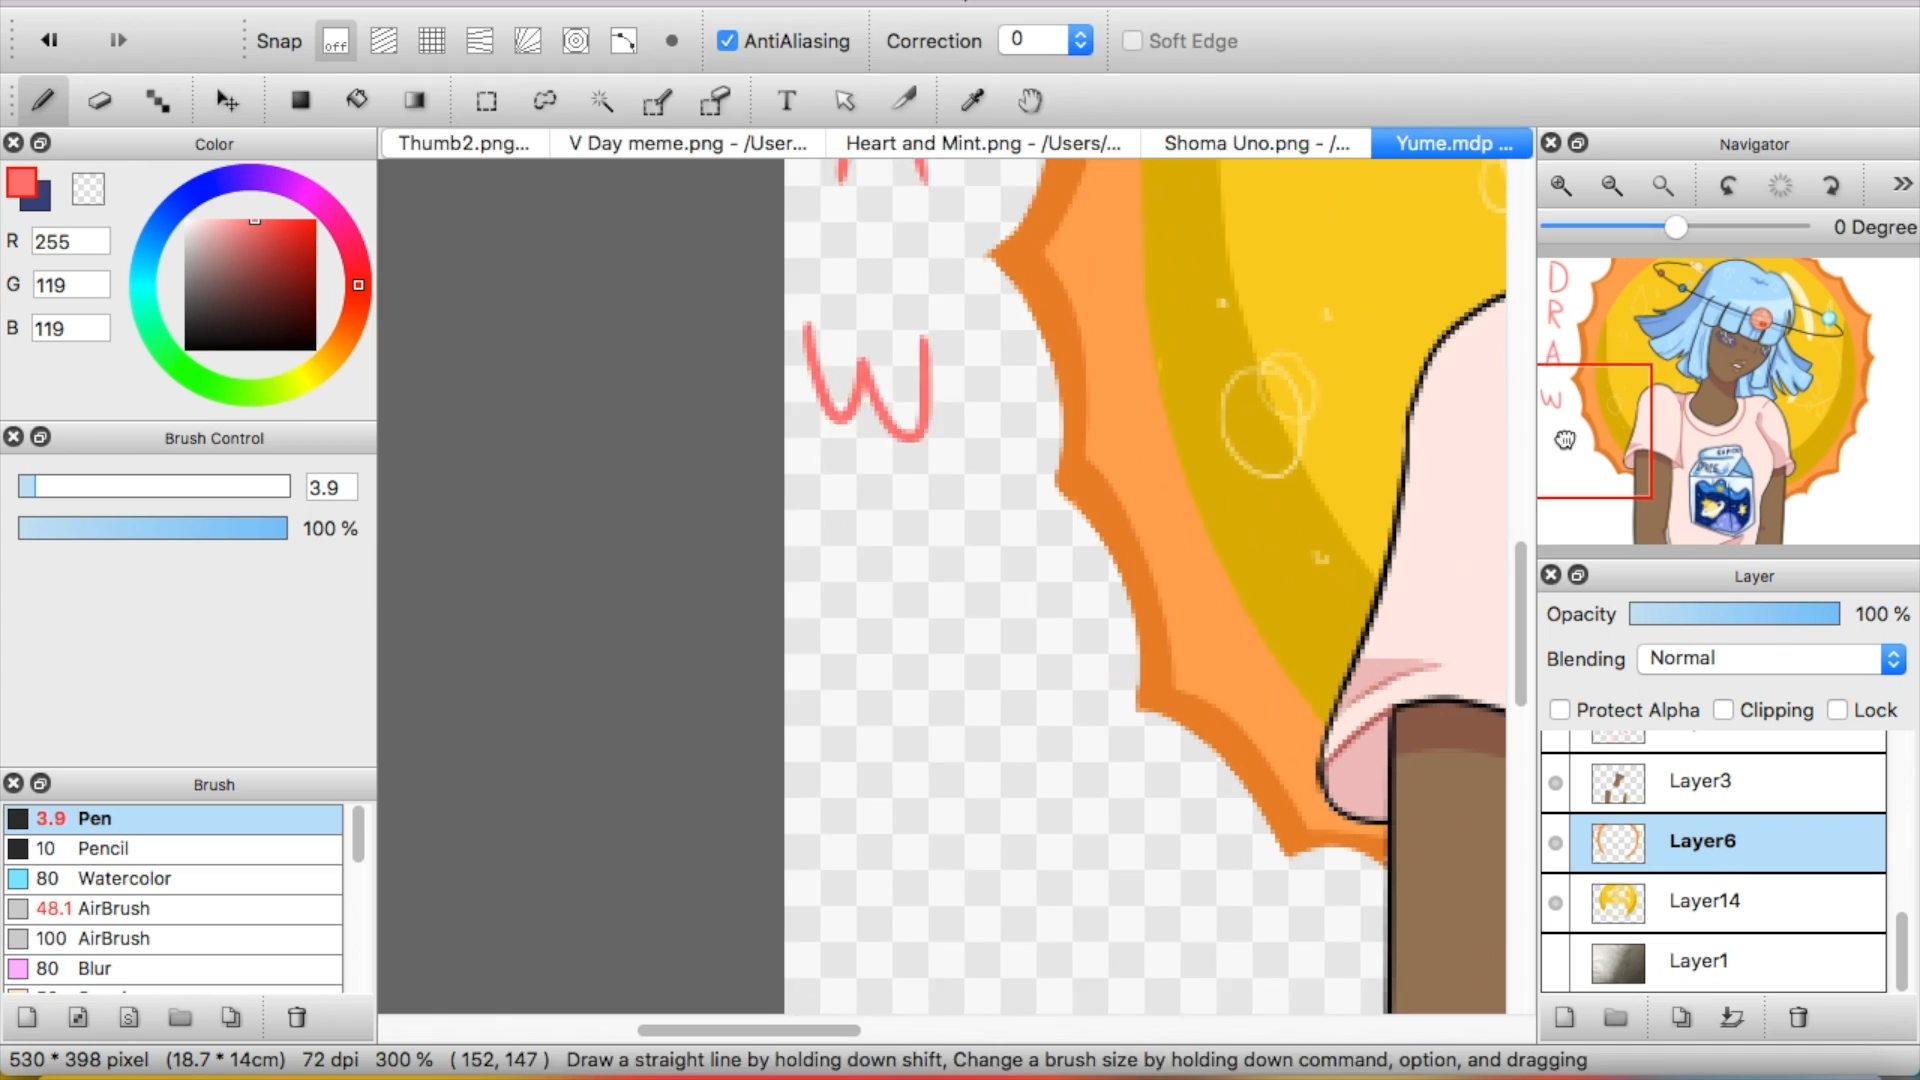 Snap off AntiAliasing Correction 0 Soft Edge
T
Color
Thumb2.png... V Day meme.png - /User... Heart and Mint.png - /Users/... Shoma Uno.png - /... Yume.mdp ...
Navigator
R 255
G 119
B 119
0 Degree
D
R
A
W
W
Brush Control
3.9
100 %
Layer
Opacity 100 %
Blending Normal
Protect Alpha Clipping Lock
Layer3
Layer6
Layer14
Layer1
Brush
3.9 Pen
10 Pencil
80 Watercolor
48.1 AirBrush
100 AirBrush
80 Blur
530 * 398 pixel (18.7 * 14cm) 72 dpi 300 % ( 152, 147 ) Draw a straight line by holding down shift, Change a brush size by holding down command, option, and dragging